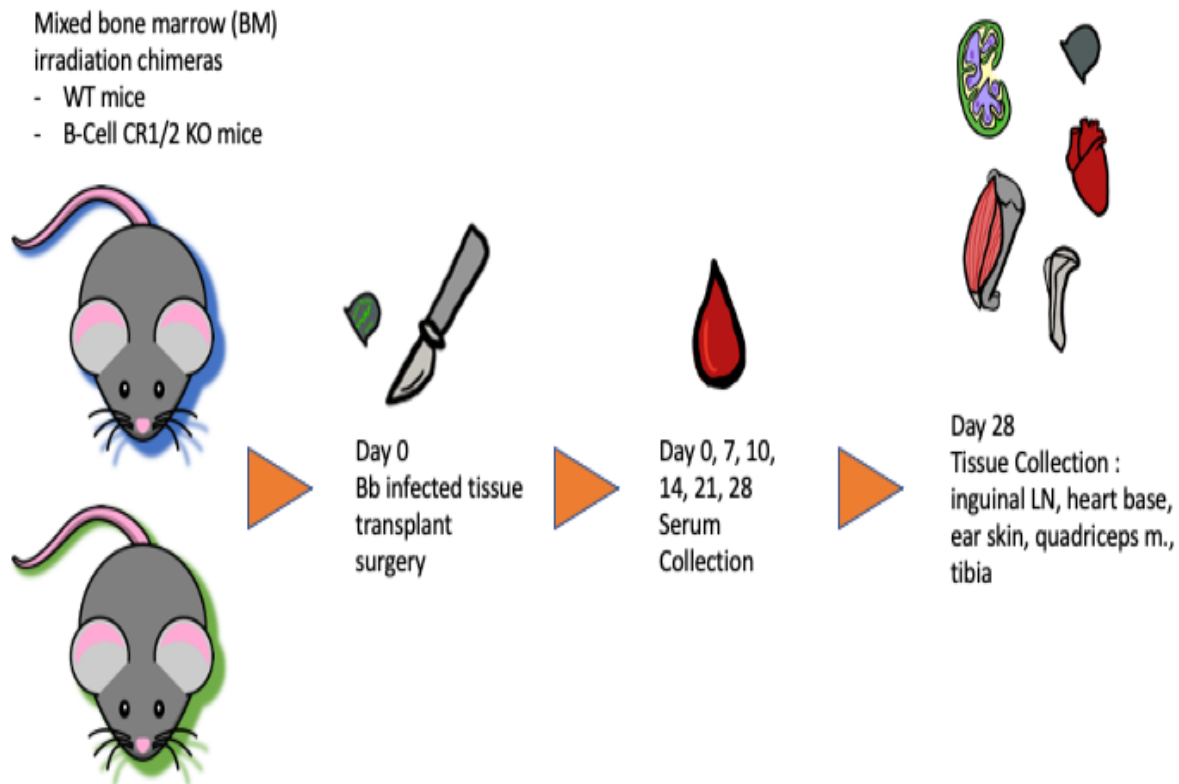 Mixed bone marrow (BM)
irradiation chimeras
- WT mice
- B-Cell CR1/2 KO mice
Day 0
Bb infected tissue
transplant
surgery
Day 0, 7, 10,
14, 21, 28
Serum
Collection
Day 28
Tissue Collection :
inguinal LN, heart base,
ear skin, quadriceps m.,
tibia